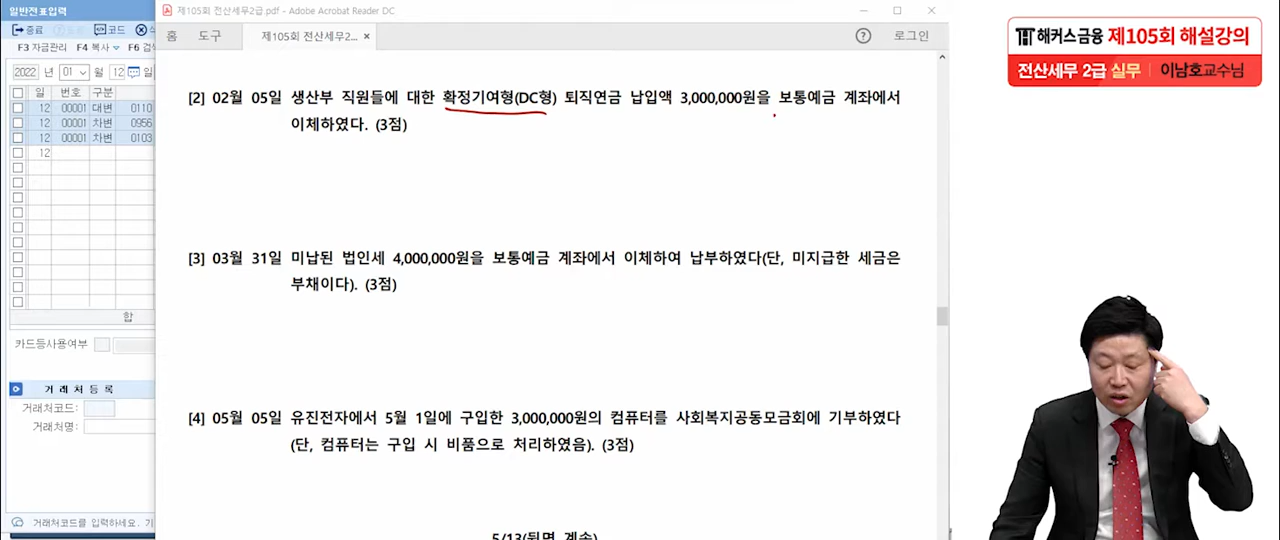 일반전표입력
종료
코드
F3 자금관리 F4 복사 F6 검색
2022 년 01 월 12 일
일 번호 구분
12 00001 대변 0110
12 00001 차변 0956
12 00001 차변 0103
12
합
카드등사용여부
거 래 처 등 록
거래처코드:
거래처명:
거래처코드를 입력하세요.
제105회 전산세무2급.pdf - Adobe Acrobat Reader DC
홈 도구 제105회 전산세무2... × 로그인
[2] 02월 05일 생산부 직원들에 대한 확정기여형(DC형) 퇴직연금 납입액 3,000,000원을 보통예금 계좌에서
이체하였다. (3점)
[3] 03월 31일 미납된 법인세 4,000,000원을 보통예금 계좌에서 이체하여 납부하였다(단, 미지급한 세금은
부채이다). (3점)
[4] 05월 05일 유진전자에서 5월 1일에 구입한 3,000,000원의 컴퓨터를 사회복지공동모금회에 기부하였다
(단, 컴퓨터는 구입 시 비품으로 처리하였음). (3점)
5/13(뒷면 계속)
해커스금융 제105회 해설강의
전산세무 2급 실무 이남호교수님